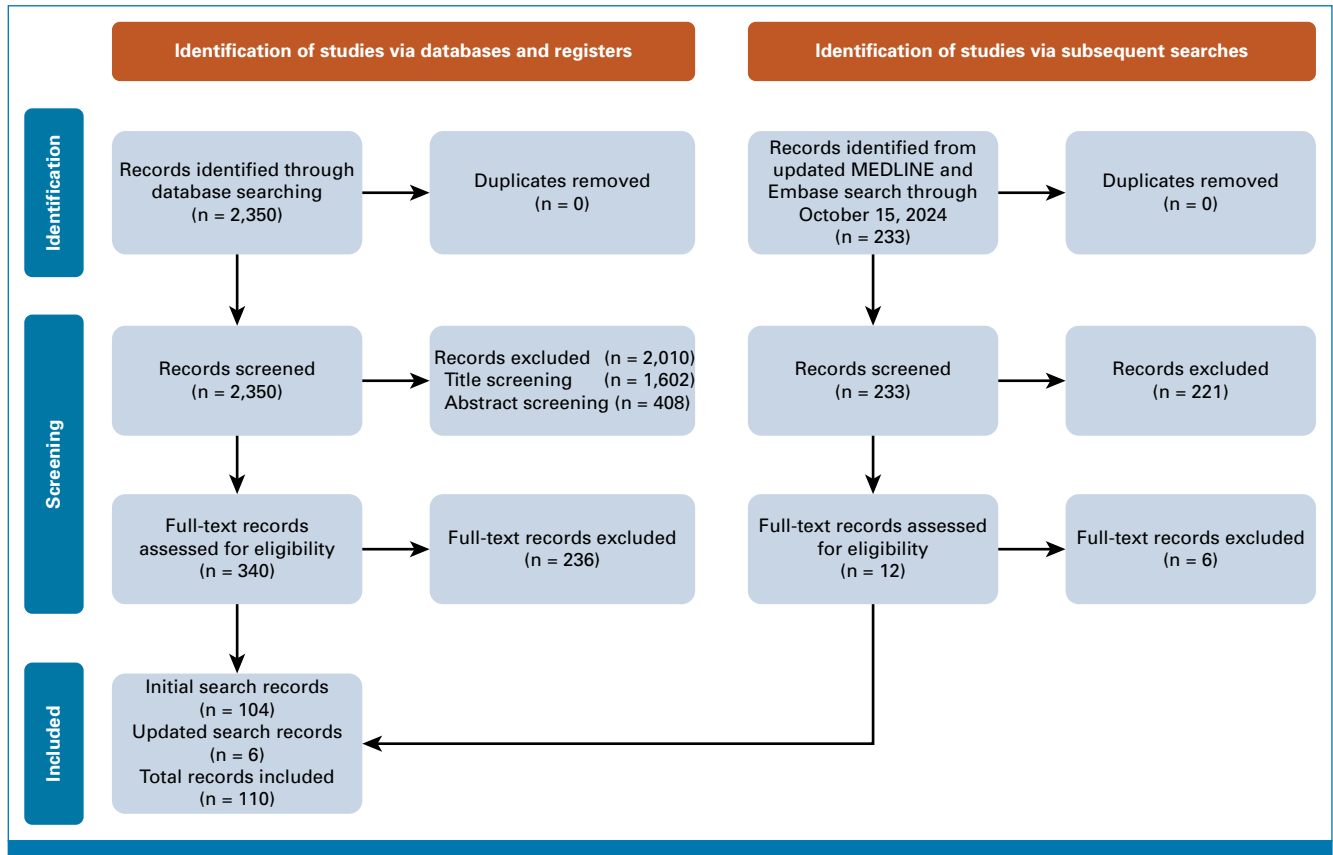 Identification of studies via databases and registers
Identification of studies via subsequent searches
Identification
Records identified through
database searching
(n = 2,350)
Duplicates removed
(n = 0)
Records identified from
updated MEDLINE and
Embase search through
October 15, 2024
(n = 233)
Duplicates removed
(n = 0)
Screening
Records screened
(n = 2,350)
Records excluded (n = 2,010)
Title screening (n = 1,602)
Abstract screening (n = 408)
Records screened
(n = 233)
Records excluded
(n = 221)
Full-text records
assessed for eligibility
(n = 340)
Full-text records excluded
(n = 236)
Full-text records assessed
for eligibility
(n = 12)
Full-text records excluded
(n = 6)
Included
Initial search records
(n = 104)
Updated search records
(n = 6)
Total records included
(n = 110)